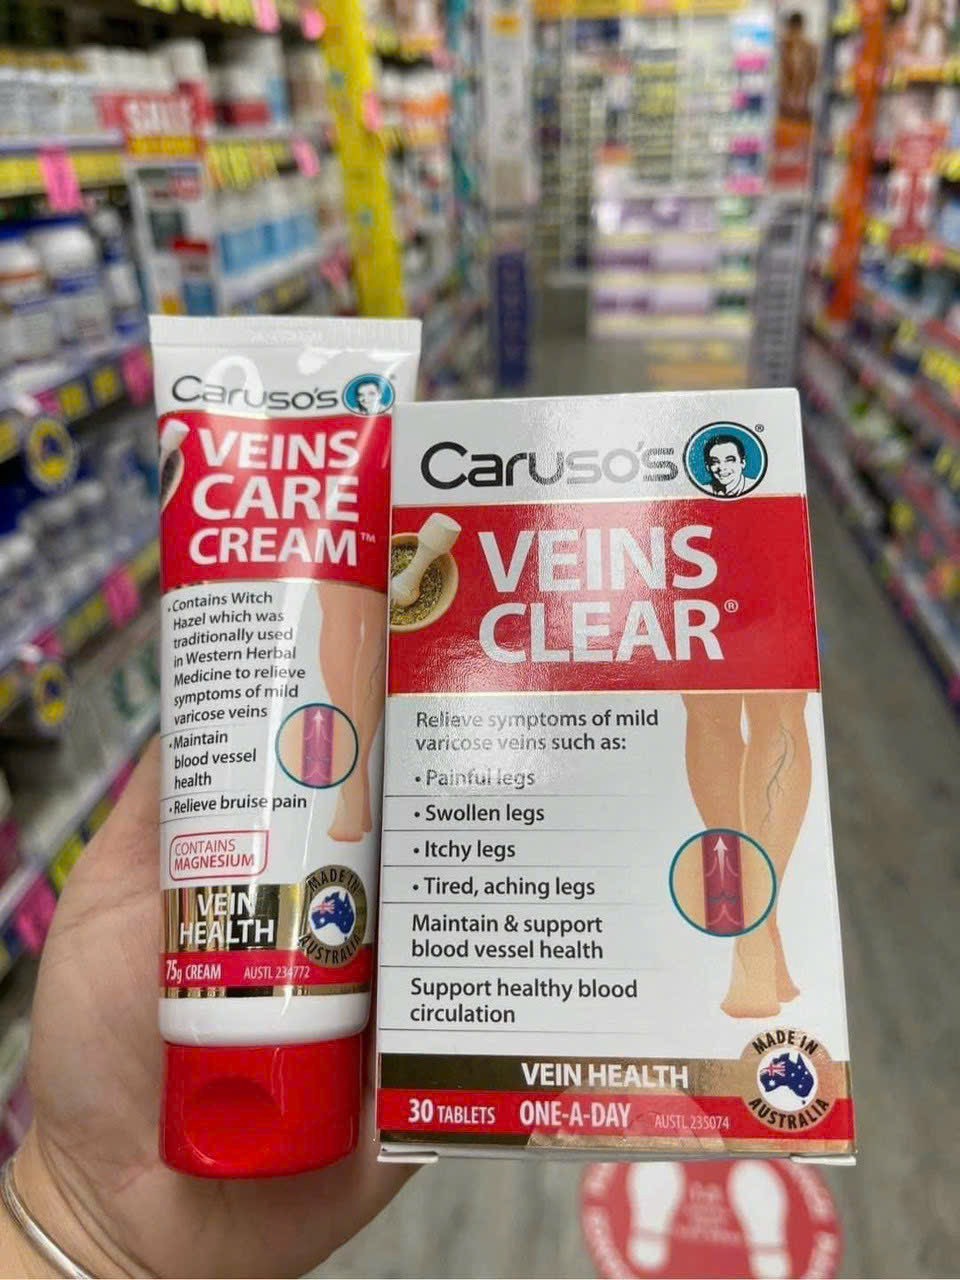 SALE
Caruso's
VEINS
CARE
CREAM™
•Contains Witch
Hazel which was
traditionally used
in Western Herbal
Medicine to relieve
symptoms of mild
varicose veins
•Maintain
blood vessel
health
•Relieve bruise pain
CONTAINS
MAGNESIUM
VEIN
HEALTH
MADE IN
AUSTRALIA
75g CREAM AUSTL 234772
Caruso's®
VEINS
CLEAR®
Relieve symptoms of mild
varicose veins such as:
• Painful legs
• Swollen legs
• Itchy legs
• Tired, aching legs
Maintain & support
blood vessel health
Support healthy blood
circulation
VEIN HEALTH
MADE IN
AUSTRALIA
30 TABLETS ONE-A-DAY AUSTL 235074